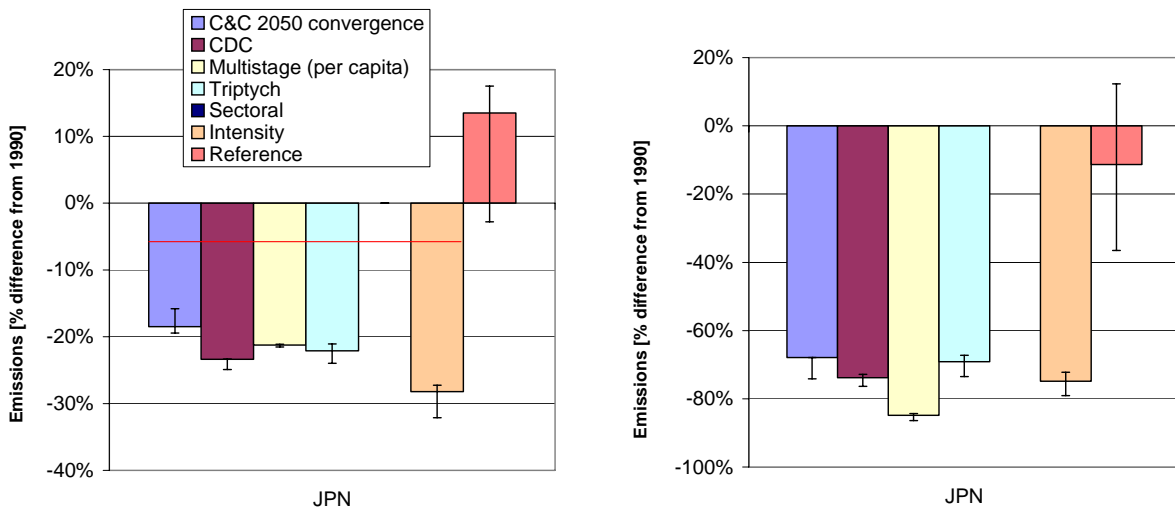 C&C 2050 convergence
CDC
Multistage (per capita)
Triptych
Sectoral
Intensity
Reference
20%
10%
0%
-10%
-20%
-30%
-40%
Emissions [% difference from 1990]
JPN
20%
0%
-20%
-40%
-60%
-80%
-100%
Emissions [% difference from 1990]
JPN